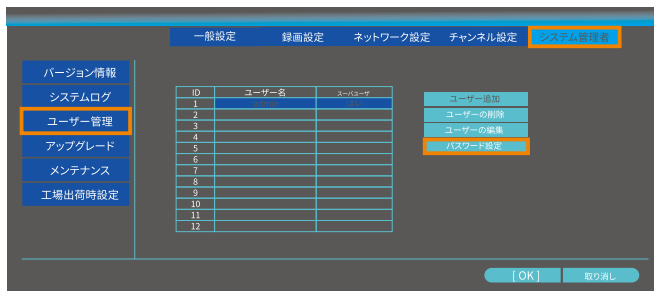 一般設定 録画設定 ネットワーク設定 チャンネル設定 システム管理者
バージョン情報
システムログ
ユーザー管理
アップグレード
メンテナンス
工場出荷時設定
ID ユーザー名 スーパユーザ
1 admin はい
2
3
4
5
6
7
8
9
10
11
12
ユーザー追加
ユーザーの削除
ユーザーの編集
パスワード設定
[ OK ] 取り消し